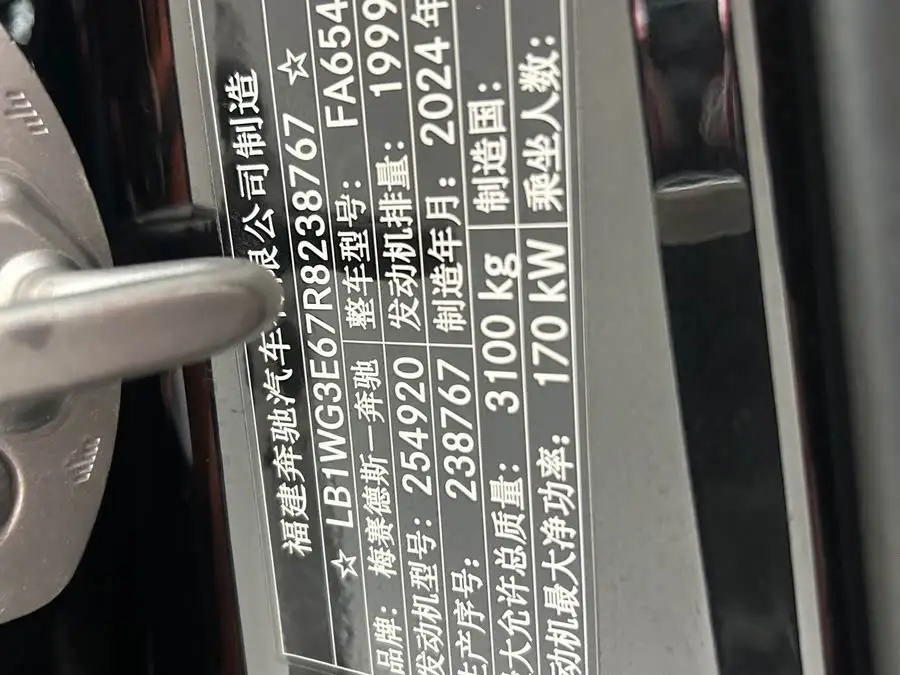 福建奔驰汽车有限公司制造
☆ LB1WG3E67R8238767 ☆
品牌: 梅赛德斯一奔驰 整车型号: FA654
发动机型号: 254920 发动机排量: 1999
生产序号: 238767 制造年月: 2024年
最大允许总质量: 3100 kg 制造国:
动机最大净功率: 170 kW 乘坐人数: